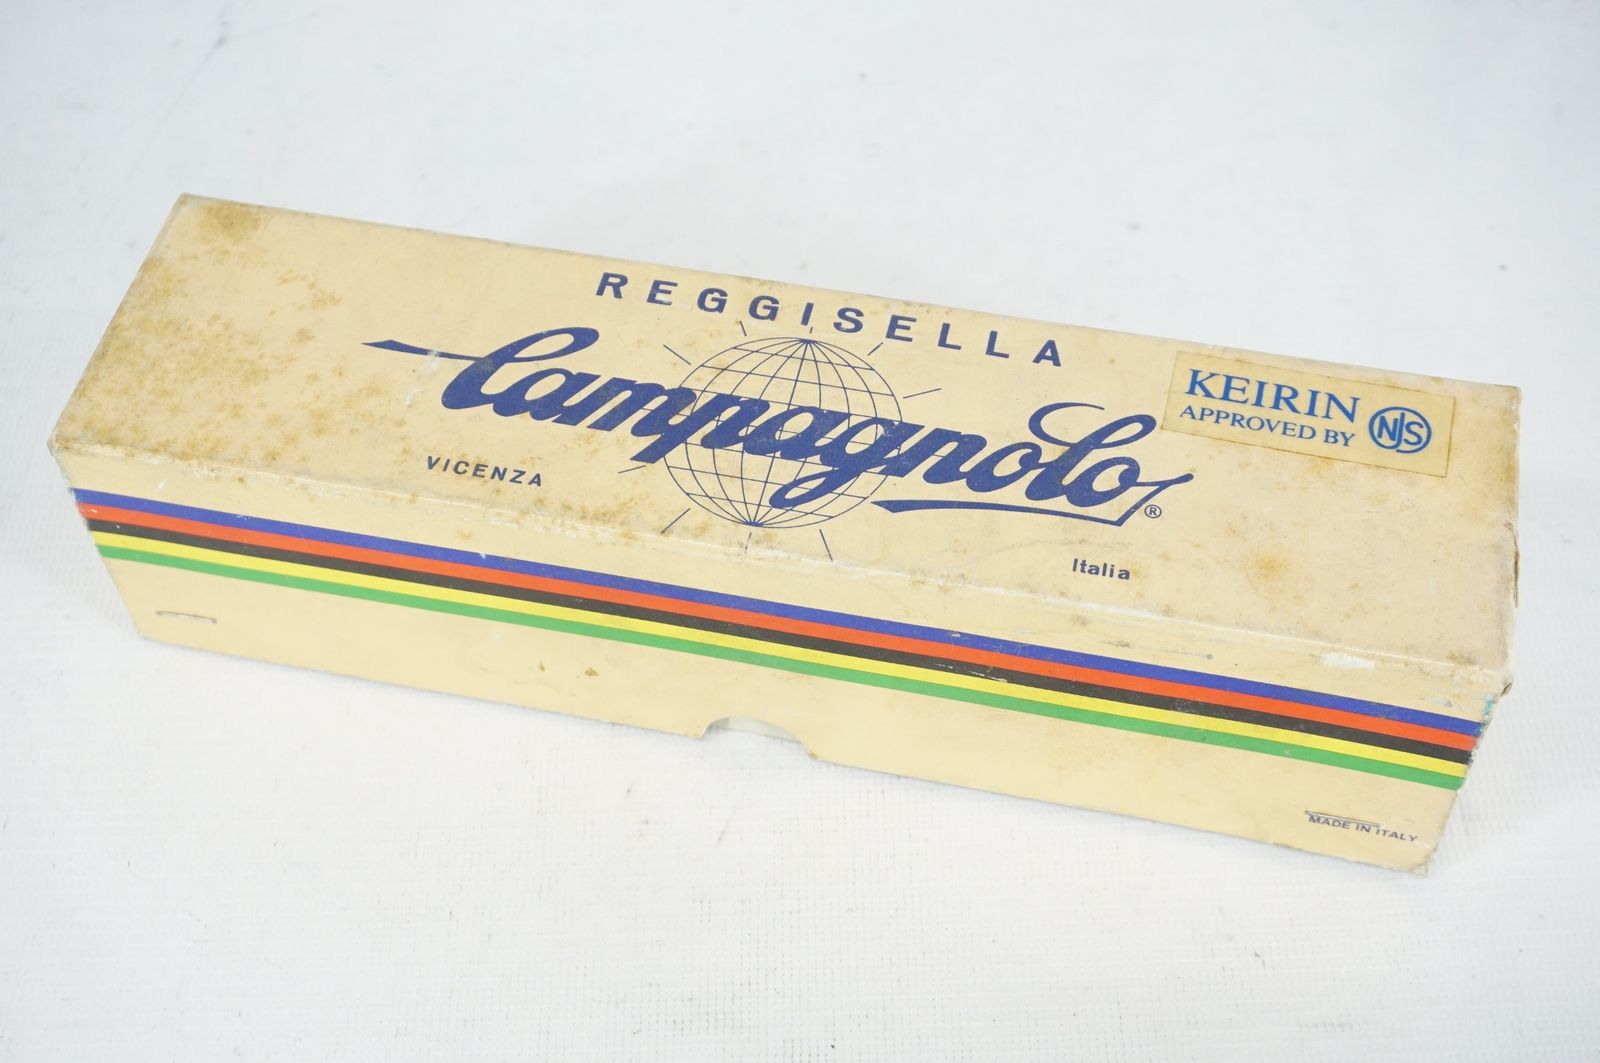 REGGISELLA
Campagnolo®
VICENZA
Italia
KEIRIN
APPROVED BY NJS
MADE IN ITALY